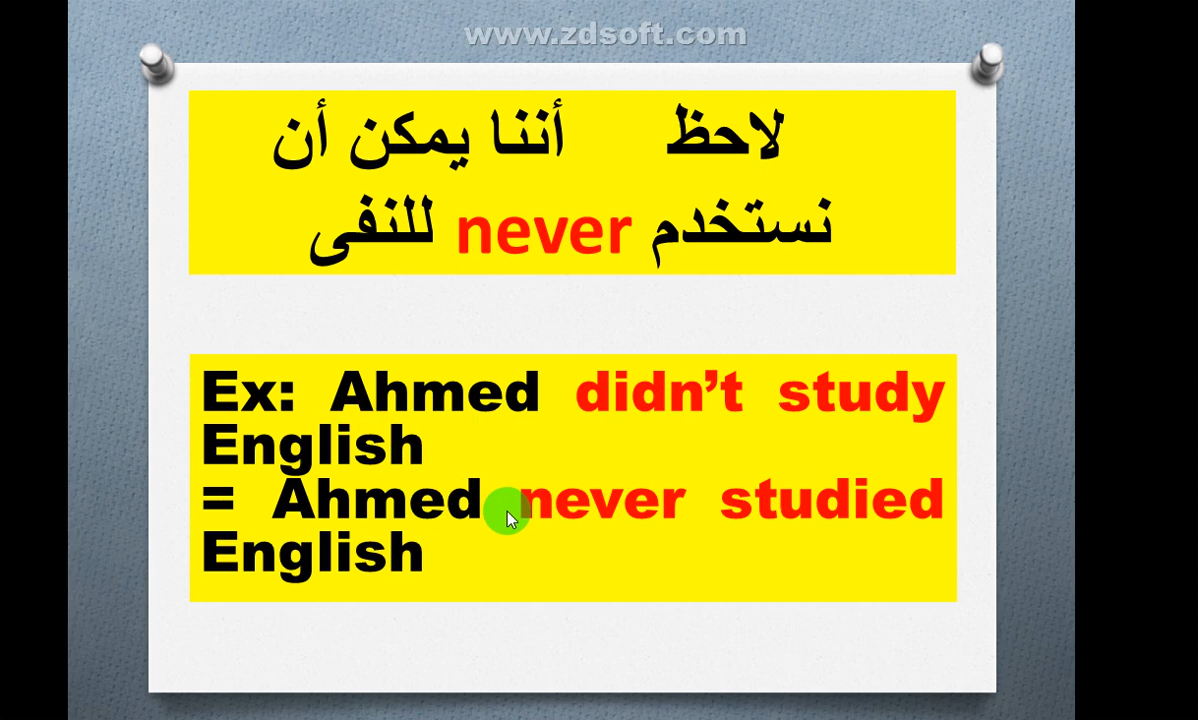 www.zdsoft.com
لاحظ أننا يمكن أن
نستخدم never للنفى
Ex: Ahmed didn’t study
English
= Ahmed never studied
English